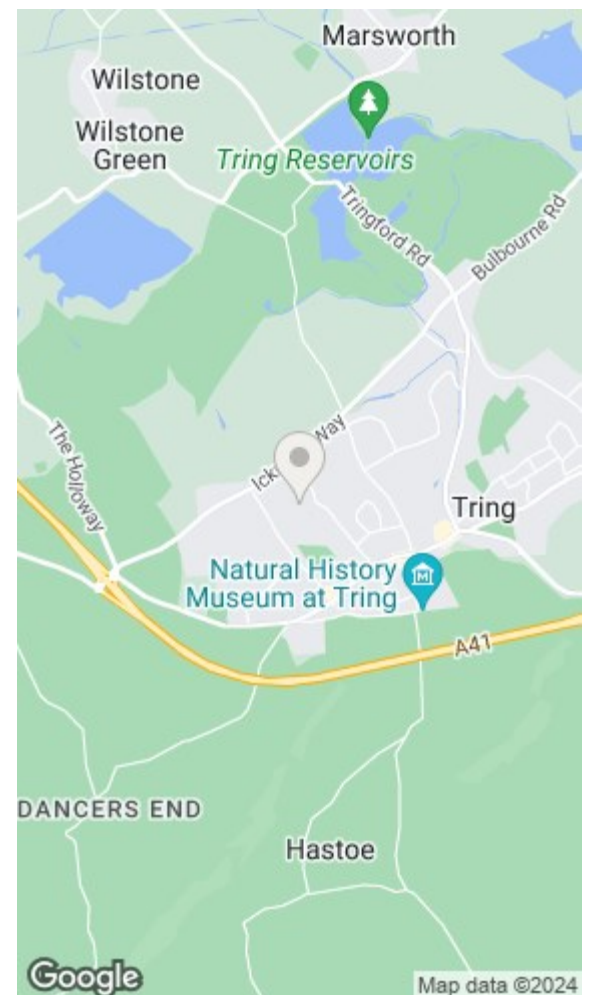 Marsworth
Wilstone
Wilstone
Green
Tring Reservoirs
Tringford Rd
Bulbourne Rd
The Holloway
Way
Tring
Natural History
Museum at Tring
M
A41
DANCERS END
Hastoe
Google
Map data ©2024